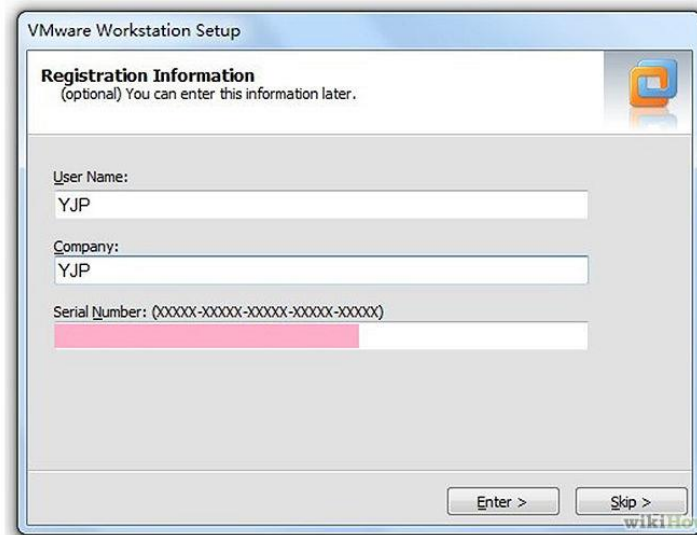 VMware Workstation Setup
Registration Information
(optional) You can enter this information later.
User Name:
YJP
Company:
YJP
Serial Number: (XXXXX-XXXXX-XXXXX-XXXXX-XXXXX)
Enter >
Skip >